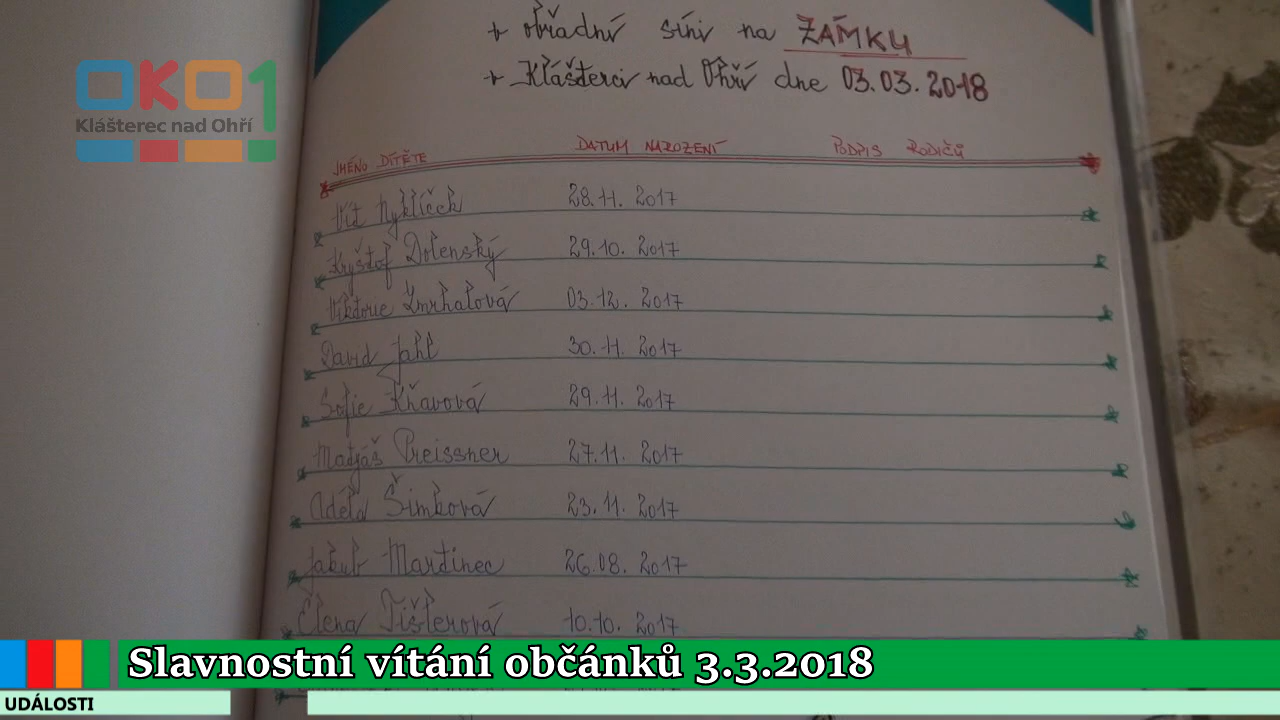 v obřadní síni na ZÁMKU
v Klášterci nad Ohří dne 03.03.2018
OKO1
Klášterec nad Ohří
JMÉNO DÍTĚTE DATUM NAROZENÍ PODPIS RODIČŮ
Vít Nyklíček 28.11. 2017
Kryštof Dolenský 29.10. 2017
Viktorie Zmrhalová 03.12. 2017
David Jahl 30.11. 2017
Sofie Křavová 29.11. 2017
Matyáš Preissner 27.11. 2017
Adéla Šimková 23.11. 2017
Jakub Martinec 26.08. 2017
Elena Tišlerová 10.10. 2017
Slavnostní vítání občánků 3.3.2018
UDÁLOSTI